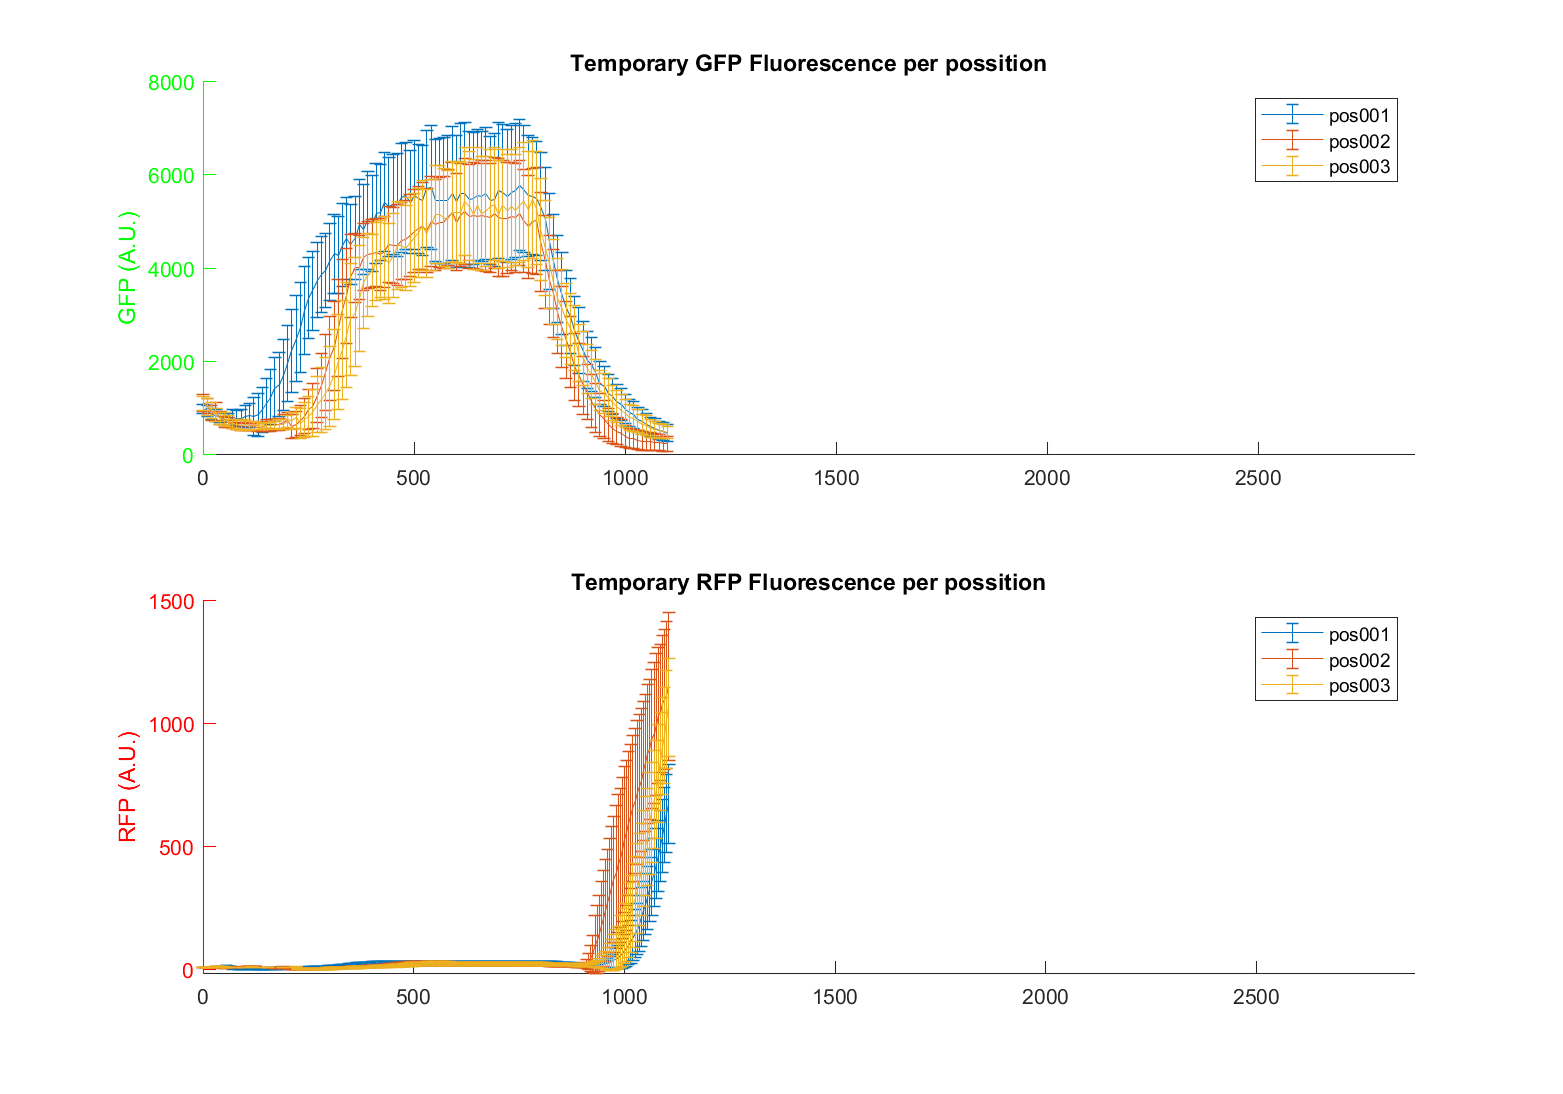 Temporary GFP Fluorescence per possition
8000
6000
4000
2000
0
GFP (A.U.)
pos001
pos002
pos003
0 500 1000 1500 2000 2500
Temporary RFP Fluorescence per possition
1500
1000
500
0
RFP (A.U.)
pos001
pos002
pos003
0 500 1000 1500 2000 2500